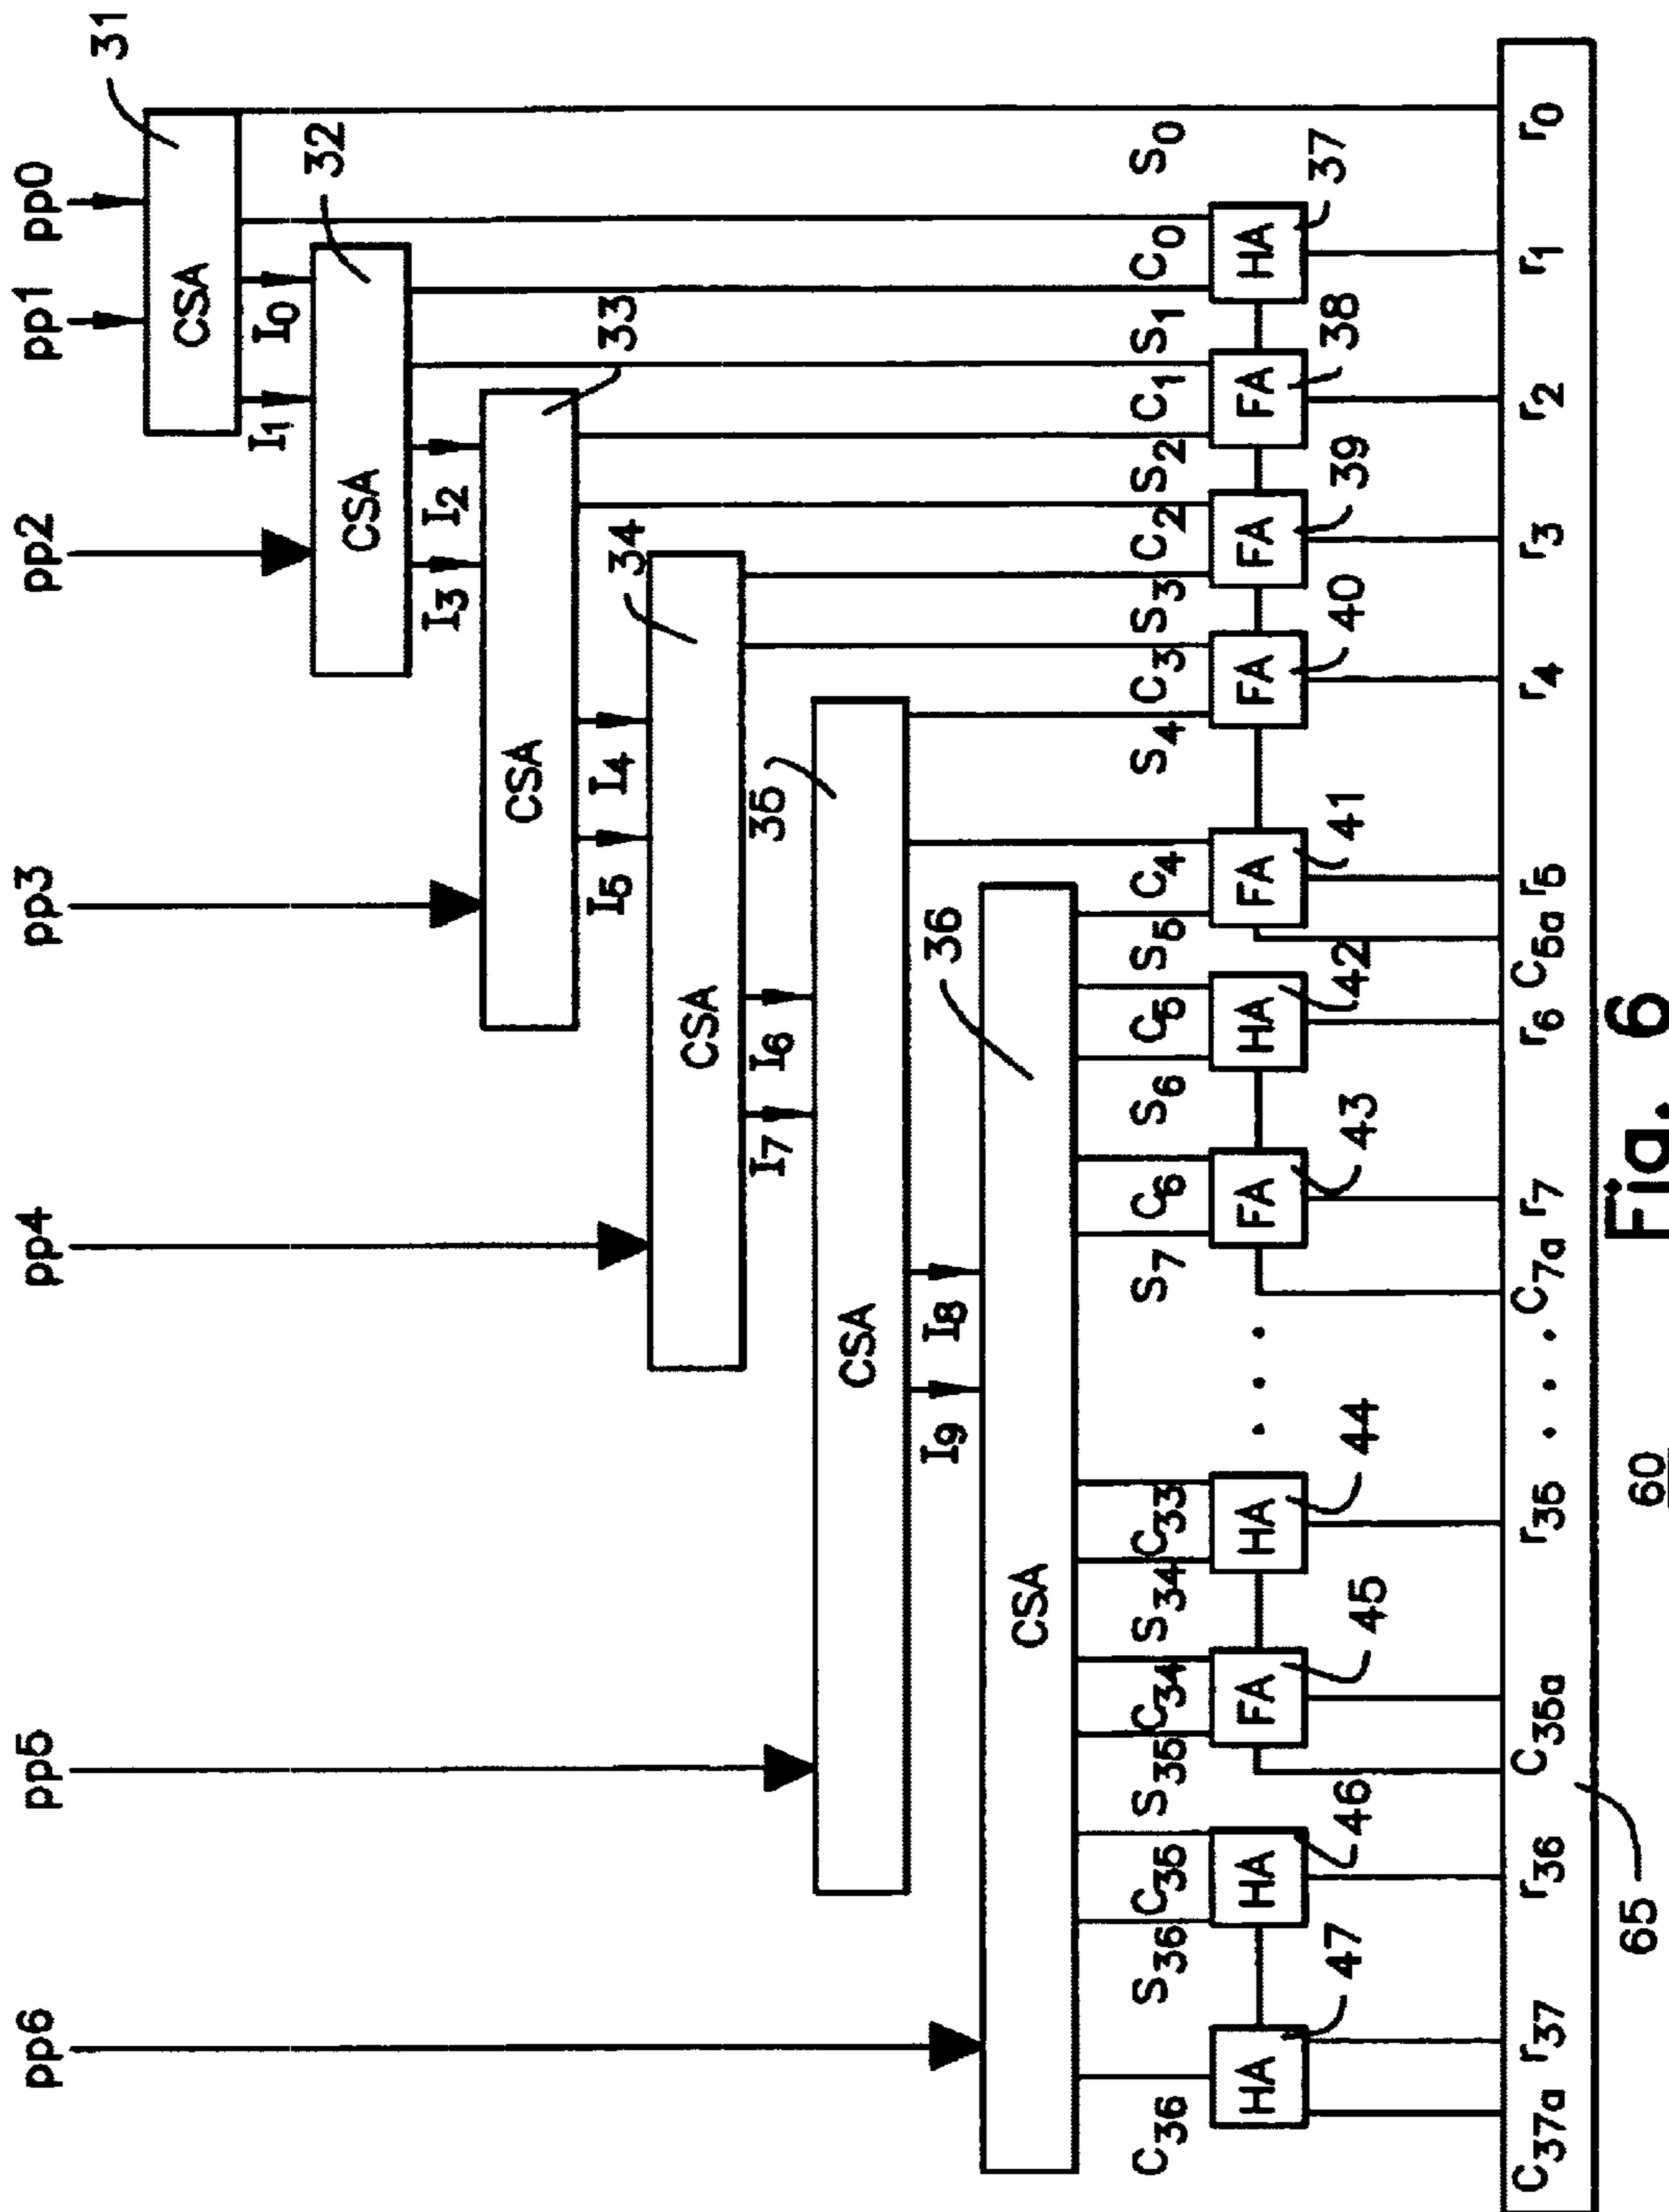 pp6 pp5 pp4 pp3 pp2 pp1 pp0
31
CSA
I1 I0
32
CSA
I3 I2
33
CSA
I5 I4
34
CSA
I7 I6
35
CSA
I9 I8
36
CSA
C36 S36 C35 S35 C34 S34 C33 S7 C6 S6 C5 S5 C4 S4 C3 S3 C2 S2 C1 S1 C0 S0
HA HA FA HA . . . FA HA FA FA FA FA HA
47 46 45 44 43 42 41 40 39 38 37
C37a r37 r36 C35a r35 . . . C7a r7 r6 C5a r5 r4 r3 r2 r1 r0
65
60
Fig. 6